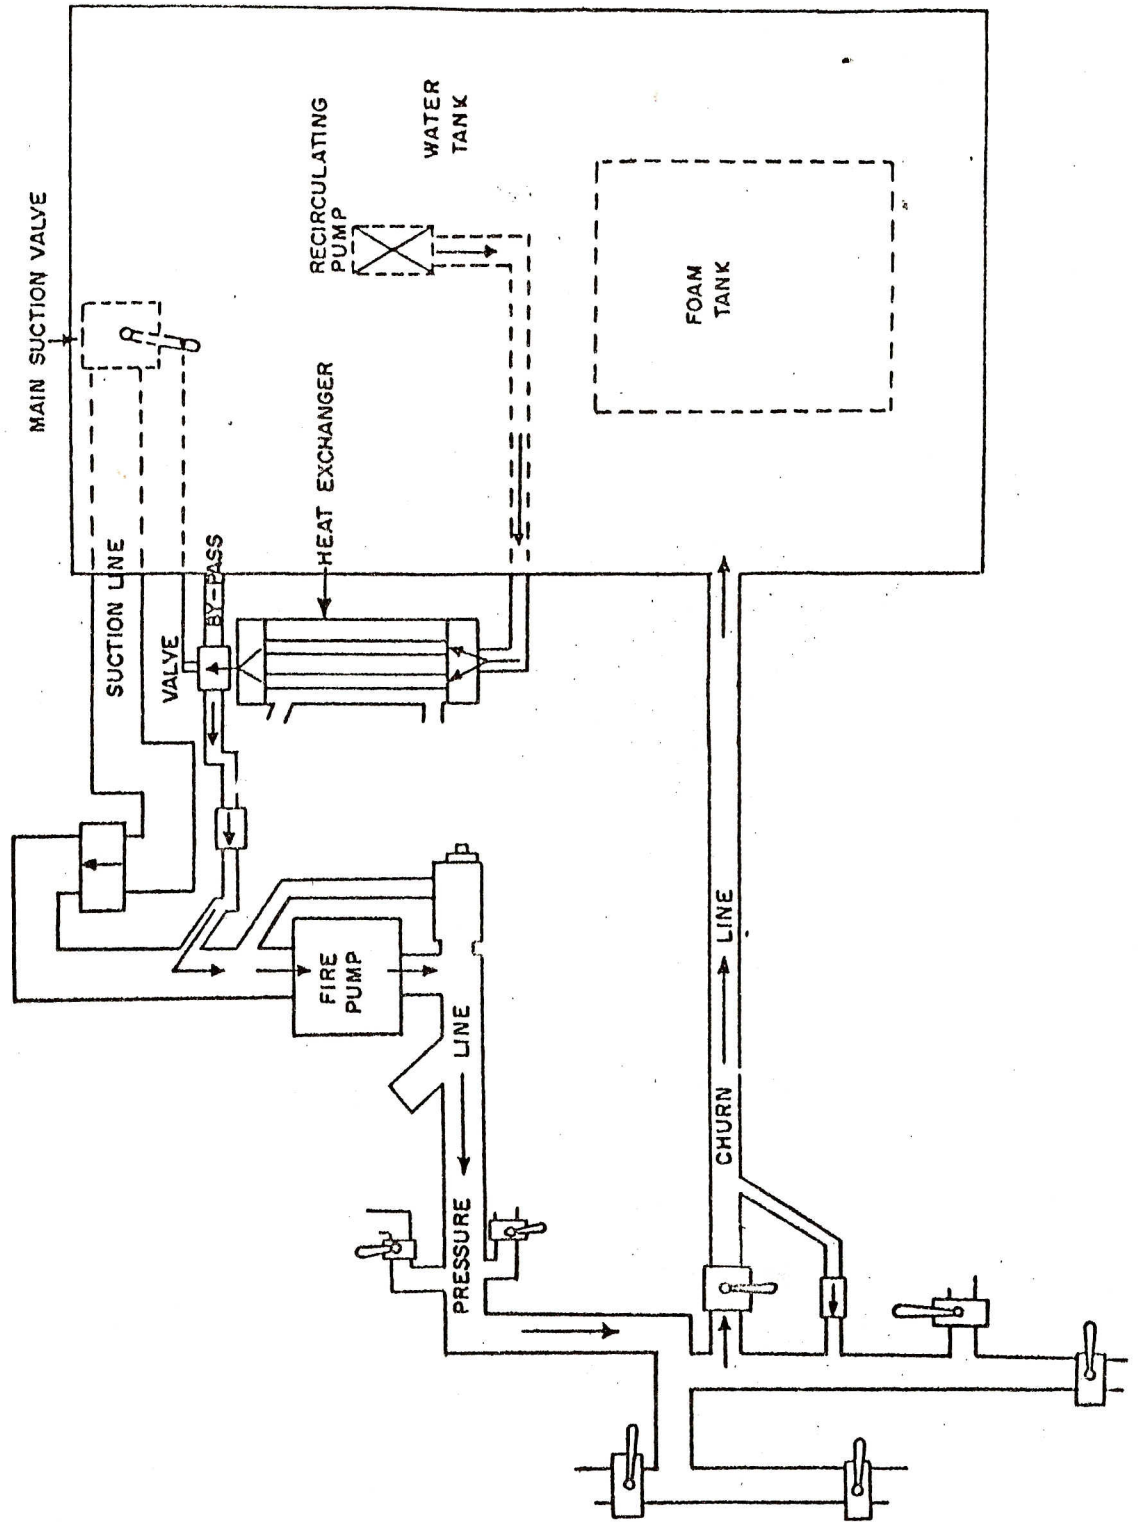 MAIN SUCTION VALVE
RECIRCULATING
PUMP
WATER
TANK
FOAM
TANK
HEAT EXCHANGER
SUCTION LINE
VALVE
BY-PASS
FIRE
PUMP
PRESSURE LINE
CHURN LINE